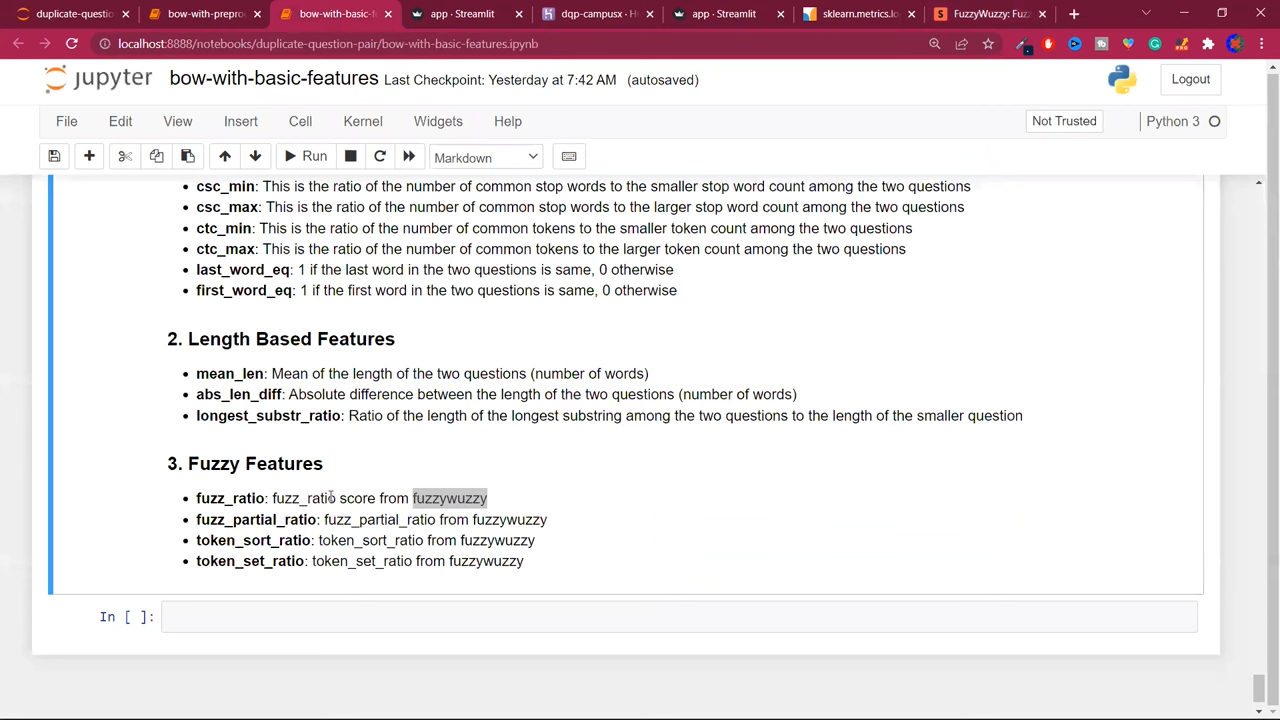 duplicate-questio
bow-with-prepro
bow-with-basic-f
app · Streamlit
dqp-campusx - H
app · Streamlit
sklearn.metrics.lo
FuzzyWuzzy: Fuz
localhost:8888/notebooks/duplicate-question-pair/bow-with-basic-features.ipynb
jupyter bow-with-basic-features Last Checkpoint: Yesterday at 7:42 AM (autosaved) Logout
File Edit View Insert Cell Kernel Widgets Help Not Trusted Python 3
Run Markdown
• csc_min: This is the ratio of the number of common stop words to the smaller stop word count among the two questions
• csc_max: This is the ratio of the number of common stop words to the larger stop word count among the two questions
• ctc_min: This is the ratio of the number of common tokens to the smaller token count among the two questions
• ctc_max: This is the ratio of the number of common tokens to the larger token count among the two questions
• last_word_eq: 1 if the last word in the two questions is same, 0 otherwise
• first_word_eq: 1 if the first word in the two questions is same, 0 otherwise
2. Length Based Features
• mean_len: Mean of the length of the two questions (number of words)
• abs_len_diff: Absolute difference between the length of the two questions (number of words)
• longest_substr_ratio: Ratio of the length of the longest substring among the two questions to the length of the smaller question
3. Fuzzy Features
• fuzz_ratio: fuzz_ratio score from fuzzywuzzy
• fuzz_partial_ratio: fuzz_partial_ratio from fuzzywuzzy
• token_sort_ratio: token_sort_ratio from fuzzywuzzy
• token_set_ratio: token_set_ratio from fuzzywuzzy
In [ ]: